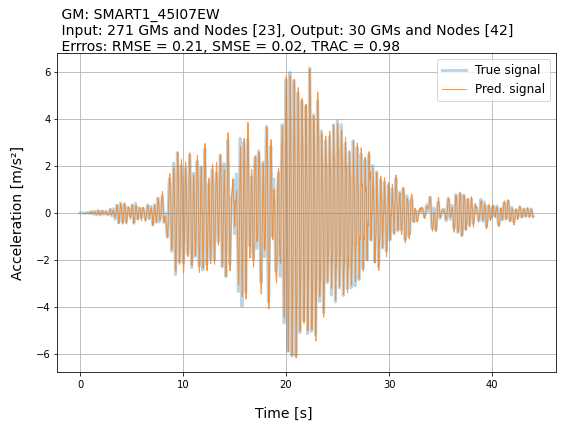 GM: SMART1_45I07EW
Input: 271 GMs and Nodes [23], Output: 30 GMs and Nodes [42]
Errros: RMSE = 0.21, SMSE = 0.02, TRAC = 0.98
True signal
Pred. signal
6
4
2
0
−2
−4
−6
Acceleration [m/s²]
0
10
20
30
40
Time [s]